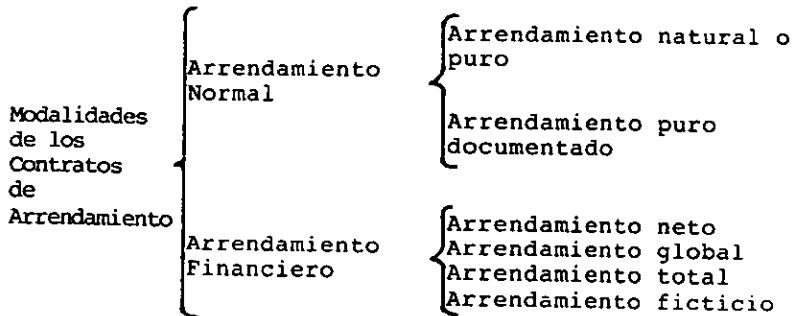 Modalidades
de los
Contratos
de
Arrendamiento
Arrendamiento
Normal
Arrendamiento natural o
puro
Arrendamiento puro
documentado
Arrendamiento
Financiero
Arrendamiento neto
Arrendamiento global
Arrendamiento total
Arrendamiento ficticio